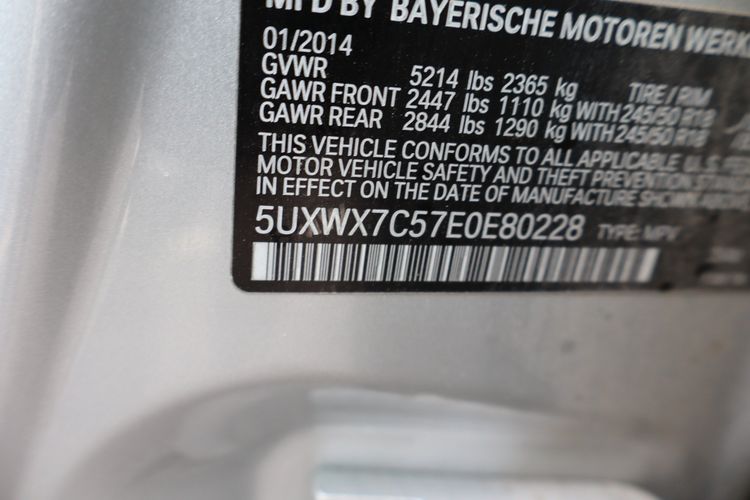 MFD BY BAYERISCHE MOTOREN WERK
01/2014
GVWR 5214 lbs 2365 kg TIRE / RIM
GAWR FRONT 2447 lbs 1110 kg WITH 245/50 R18
GAWR REAR 2844 lbs 1290 kg WITH 245/50 R18
THIS VEHICLE CONFORMS TO ALL APPLICABLE U.S. FED
MOTOR VEHICLE SAFETY AND THEFT PREVENTION STAND
IN EFFECT ON THE DATE OF MANUFACTURE SHOWN ABOVE
5UXWX7C57E0E80228 TYPE: MPV